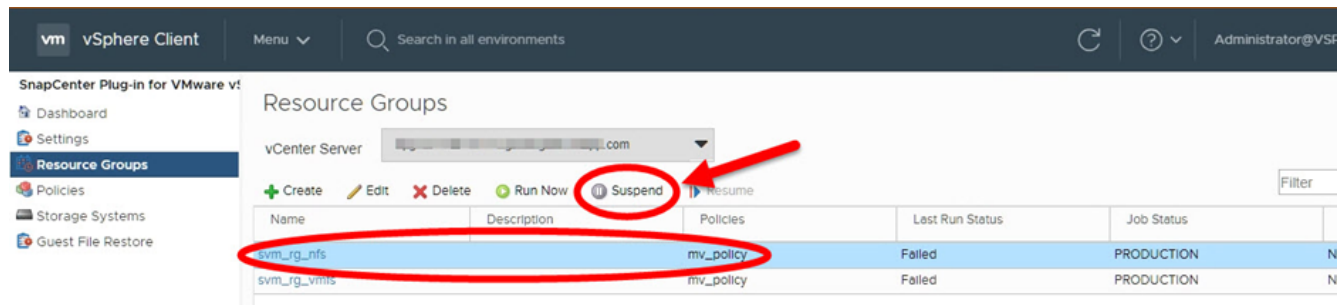 vm vSphere Client Menu Search in all environments Administrator@VSP
SnapCenter Plug-in for VMware vS
Dashboard
Settings
Resource Groups
Policies
Storage Systems
Guest File Restore
Resource Groups
vCenter Server .com
Create Edit Delete Run Now Suspend Resume
Filter
Name Description Policies Last Run Status Job Status
svm_rg_nfs mv_policy Failed PRODUCTION N
svm_rg_vmfs mv_policy Failed PRODUCTION N